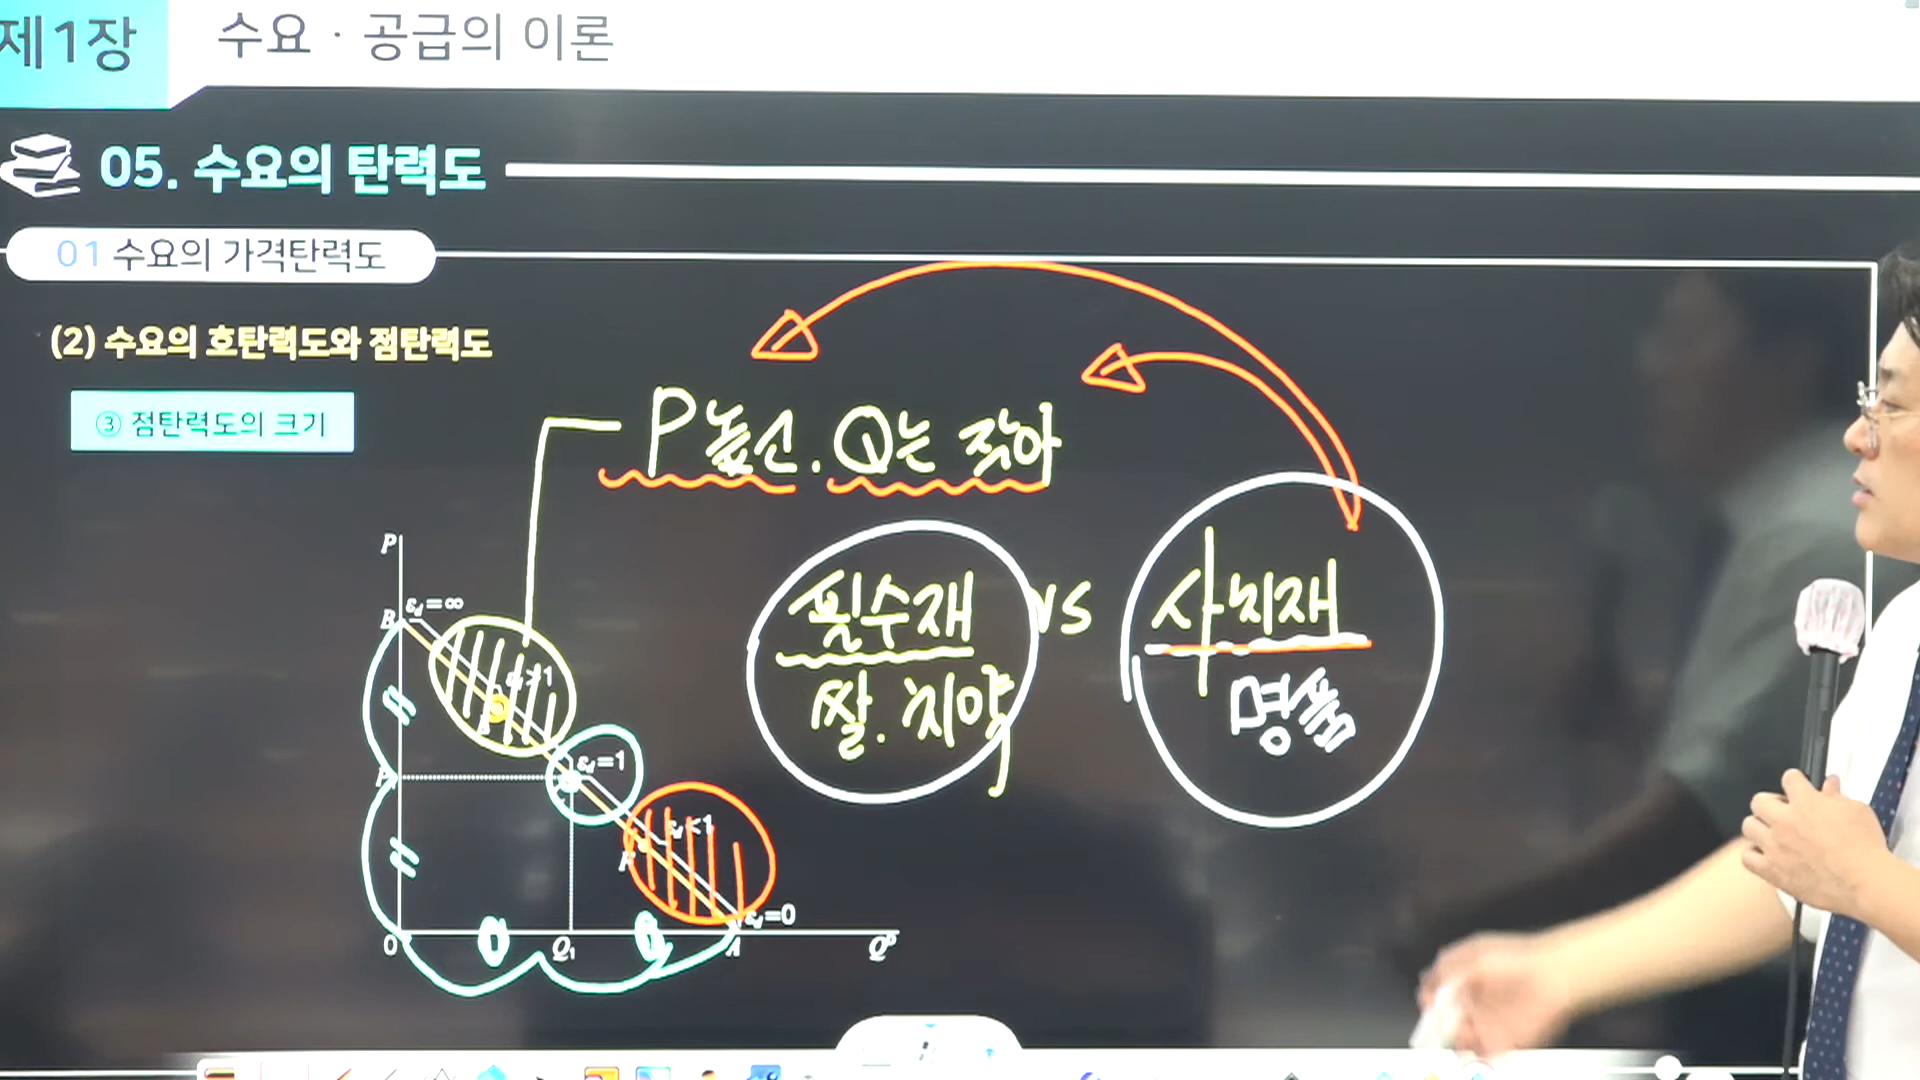 제1장
수요 · 공급의 이론
05. 수요의 탄력도
01 수요의 가격탄력도
(2) 수요의 호탄력도와 점탄력도
③ 점탄력도의 크기
P 높고. Q는 작아
필수재 vs 사치재
쌀. 치약
명품
P
B
εd=∞
εd>1
εd=1
εd<1
F
εd=0
0
Q₁
A
Qᴰ